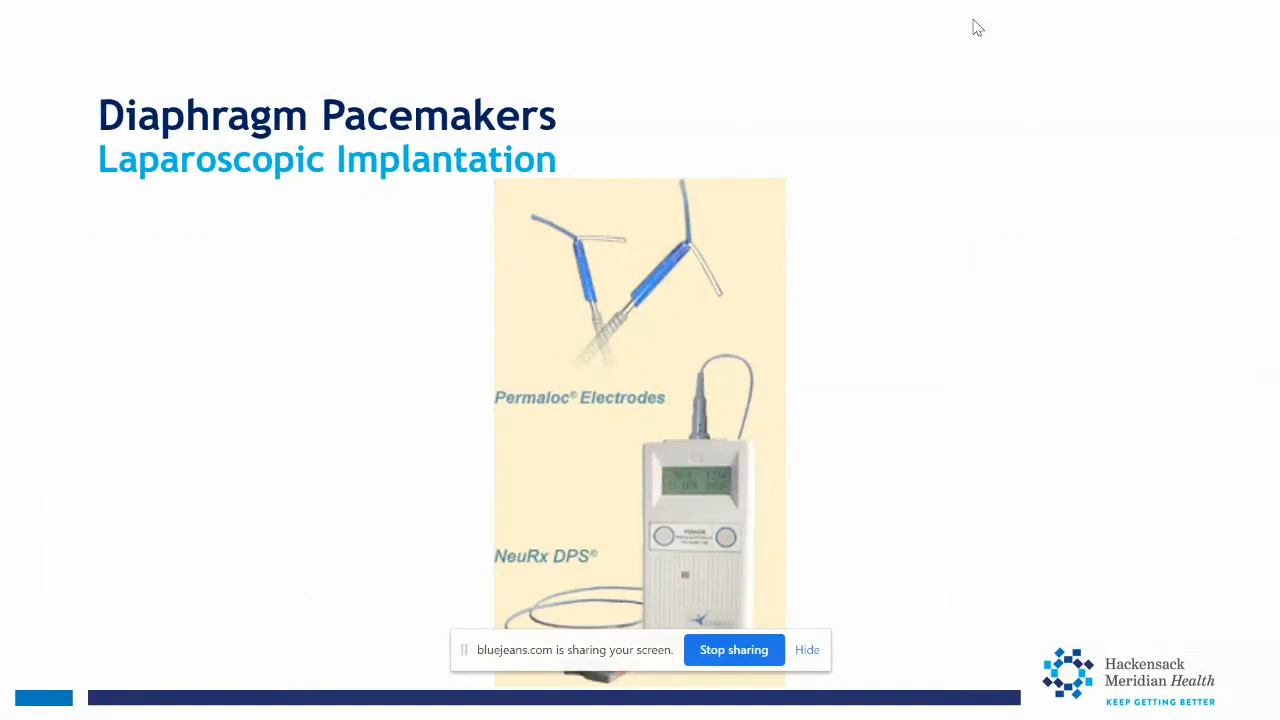 Diaphragm Pacemakers
Laparoscopic Implantation
Permaloc® Electrodes
NeuRx DPS®
POWER
bluejeans.com is sharing your screen.
Stop sharing
Hide
Hackensack
Meridian Health
KEEP GETTING BETTER